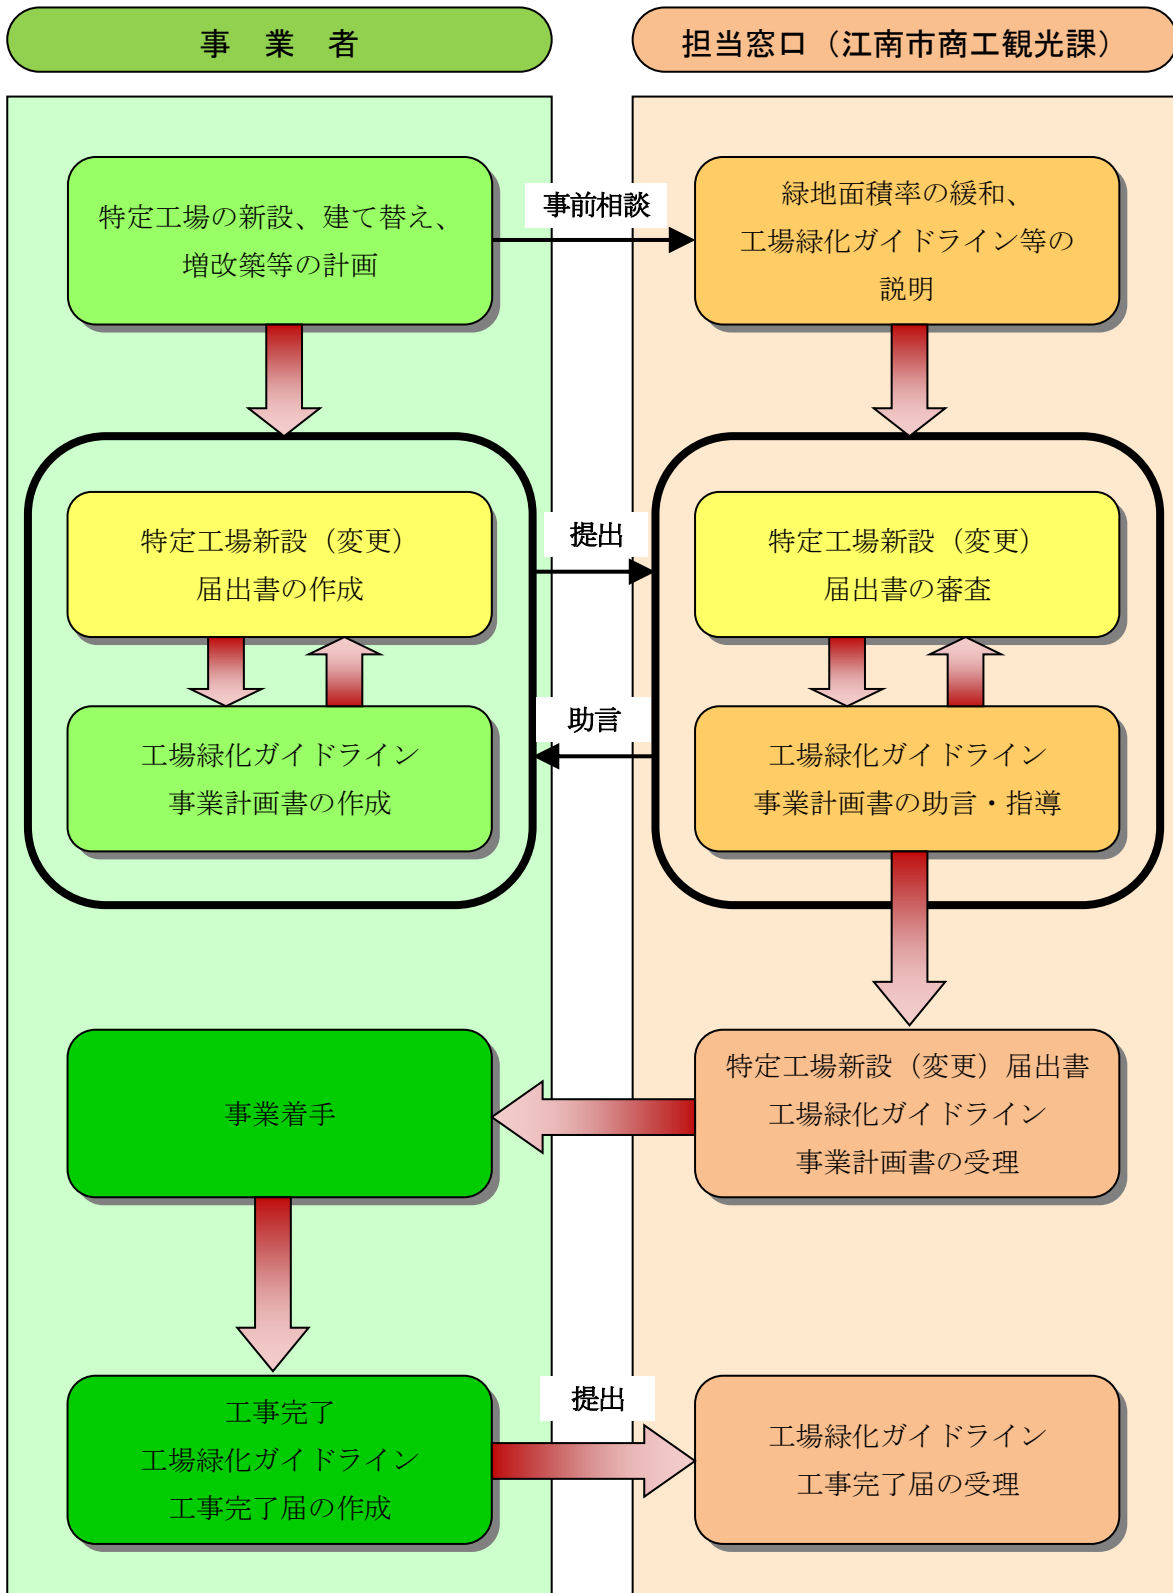 事　業　者
担当窓口（江南市商工観光課）
特定工場の新設、建て替え、
増改築等の計画
事前相談
緑地面積率の緩和、
工場緑化ガイドライン等の
説明
特定工場新設（変更）
届出書の作成
提出
特定工場新設（変更）
届出書の審査
工場緑化ガイドライン
事業計画書の作成
助言
工場緑化ガイドライン
事業計画書の助言・指導
事業着手
特定工場新設（変更）届出書
工場緑化ガイドライン
事業計画書の受理
工事完了
工場緑化ガイドライン
工事完了届の作成
提出
工場緑化ガイドライン
工事完了届の受理